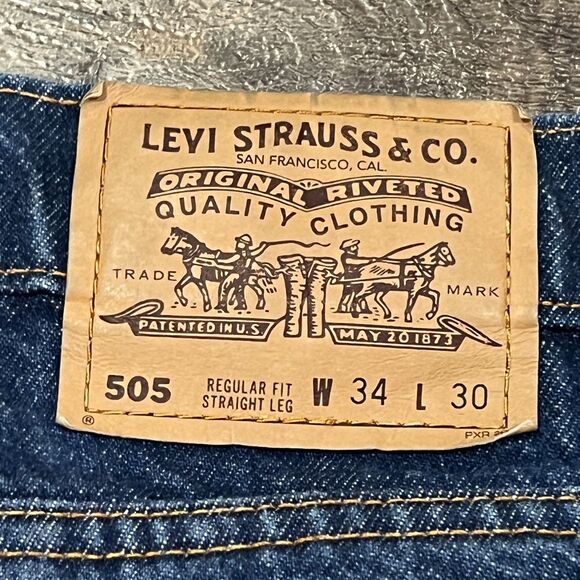 LEVI STRAUSS & CO.
SAN FRANCISCO, CAL.
ORIGINAL RIVETED
QUALITY CLOTHING
TRADE MARK
PATENTED IN U.S MAY 20 1873
505 REGULAR FIT STRAIGHT LEG W 34 L 30
® PXR